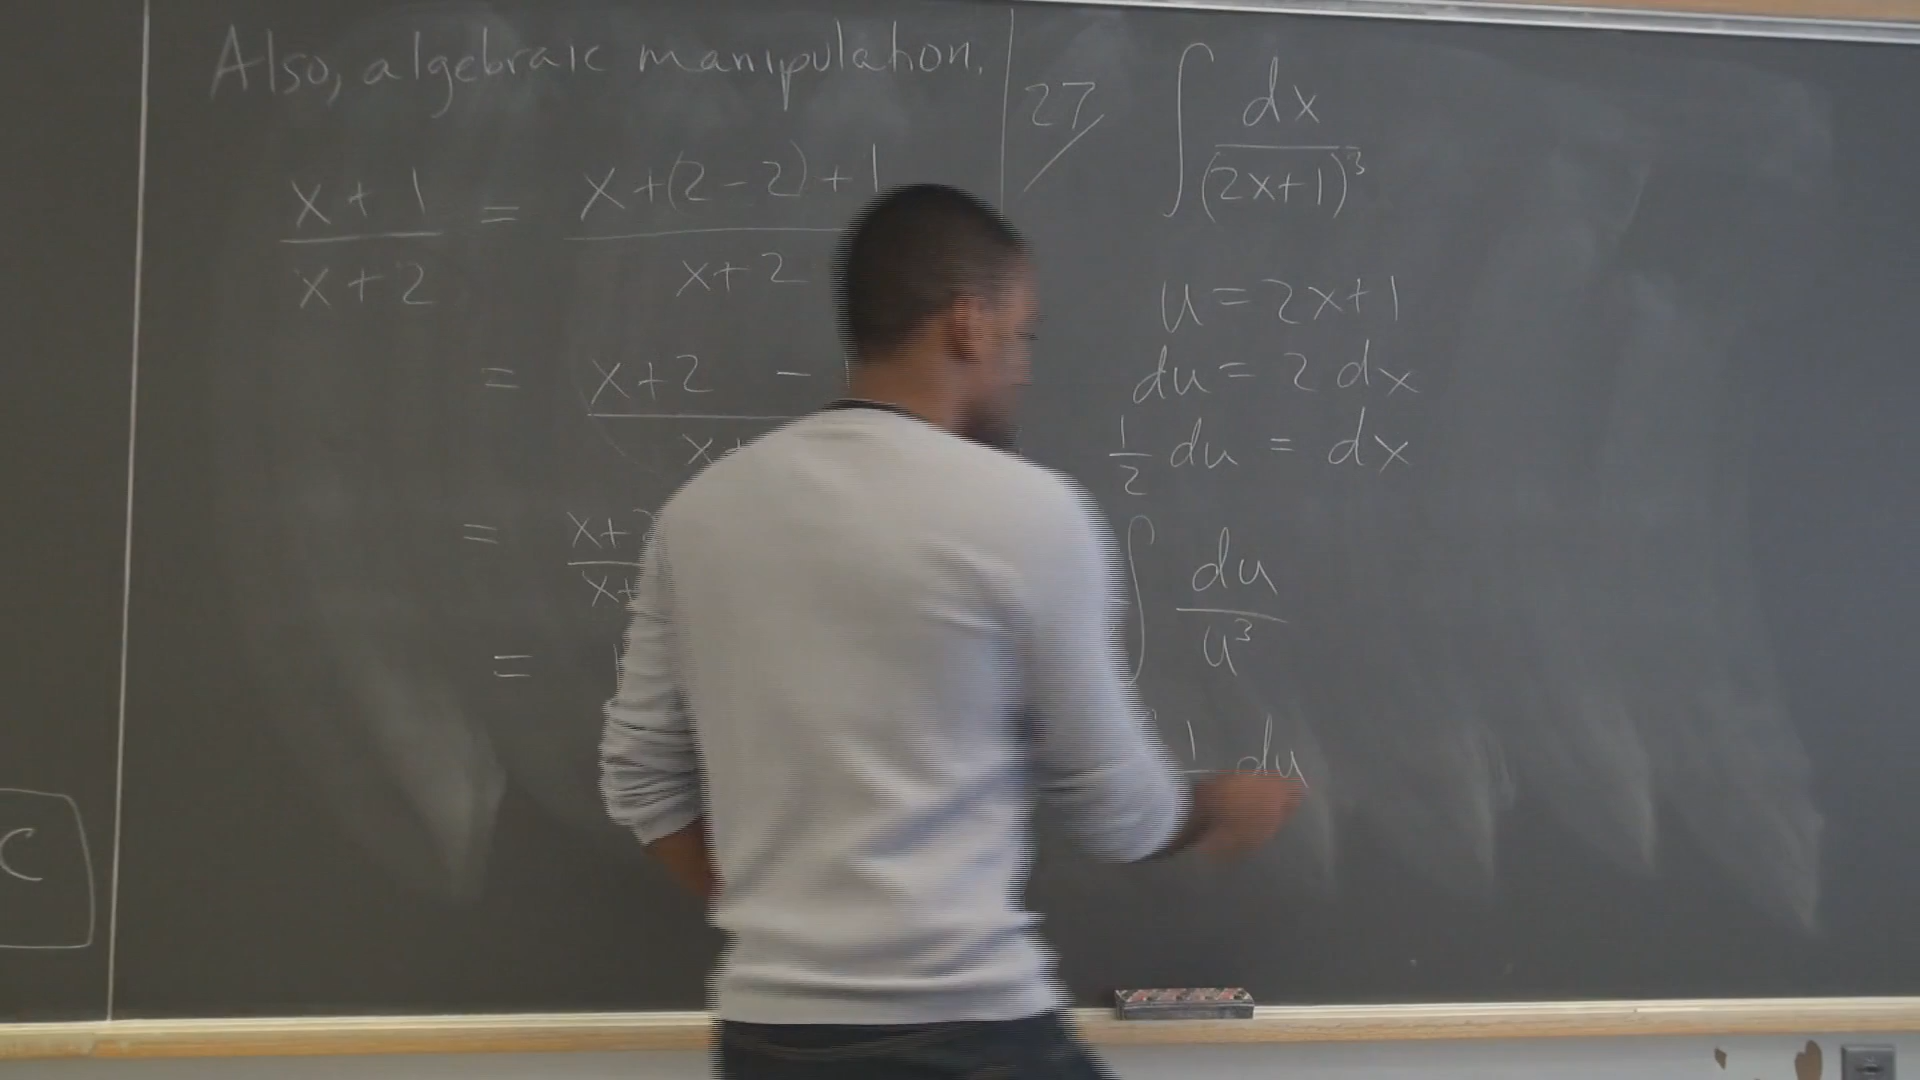 Also, algebraic manipulation.
x+1 / x+2 = x+(2-2)+1 / x+2
= x+2 - / x+
= x+ / x+
=
27/ ∫ dx / (2x+1)³
u = 2x+1
du = 2 dx
1/2 du = dx
∫ du / u³
1 du
C